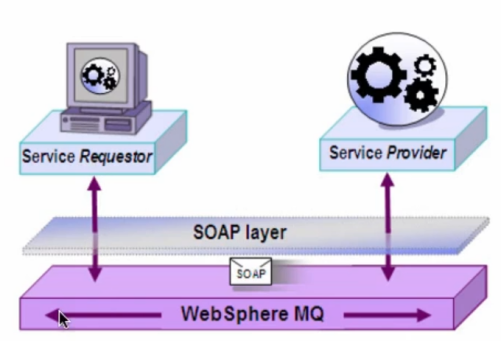 Service Requestor
Service Provider
SOAP layer
SOAP
WebSphere MQ